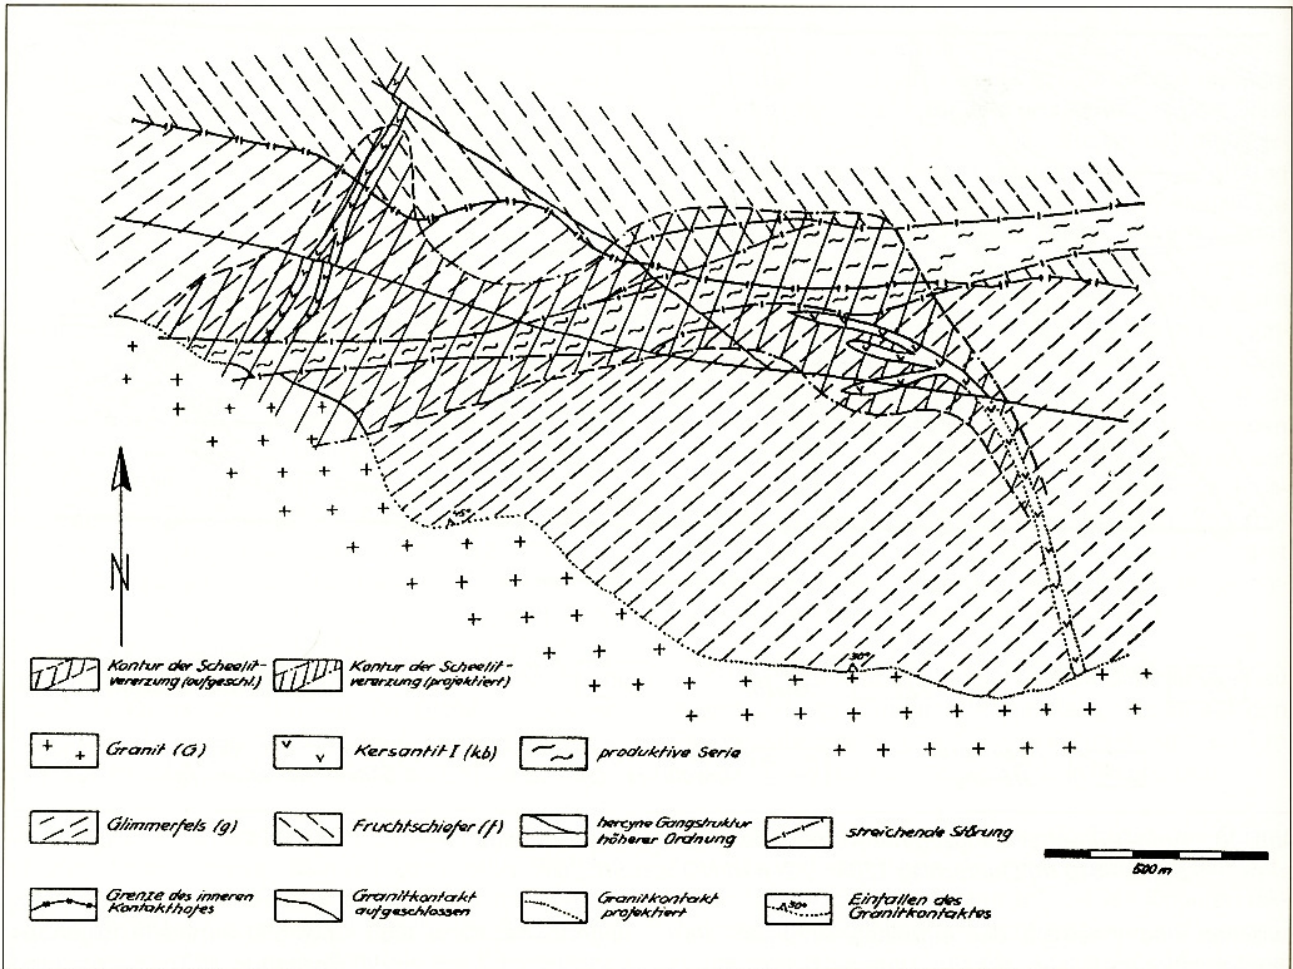 45°
30°
N
Kontur der Scheelit-
vererzung (aufgeschl.)
Kontur der Scheelit-
vererzung (projektiert)
Granit (G)
Kersantit I (kb)
produktive Serie
Glimmerfels (g)
Fruchtschiefer (f)
hercyne Gangstruktur
höherer Ordnung
streichende Störung
500 m
Grenze des inneren
Kontakthofes
Granitkontakt
aufgeschlossen
Granitkontakt
projektiert
30°
Einfallen des
Granitkontaktes